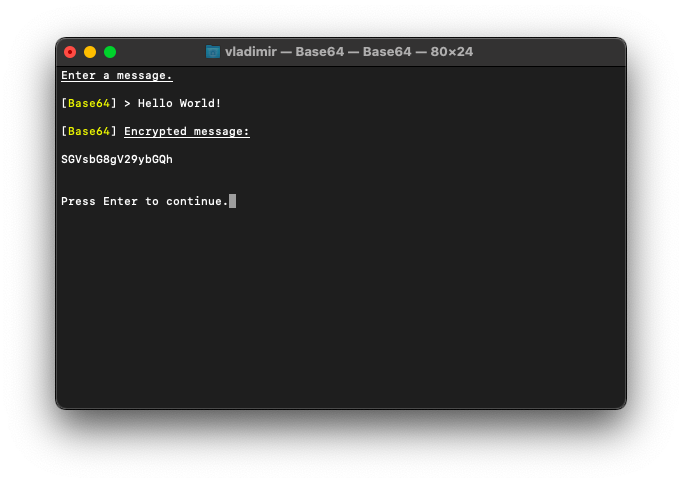 vladimir — Base64 — Base64 — 80×24
Enter a message.
[Base64] > Hello World!
[Base64] Encrypted message:
SGVsbG8gV29ybGQh
Press Enter to continue.